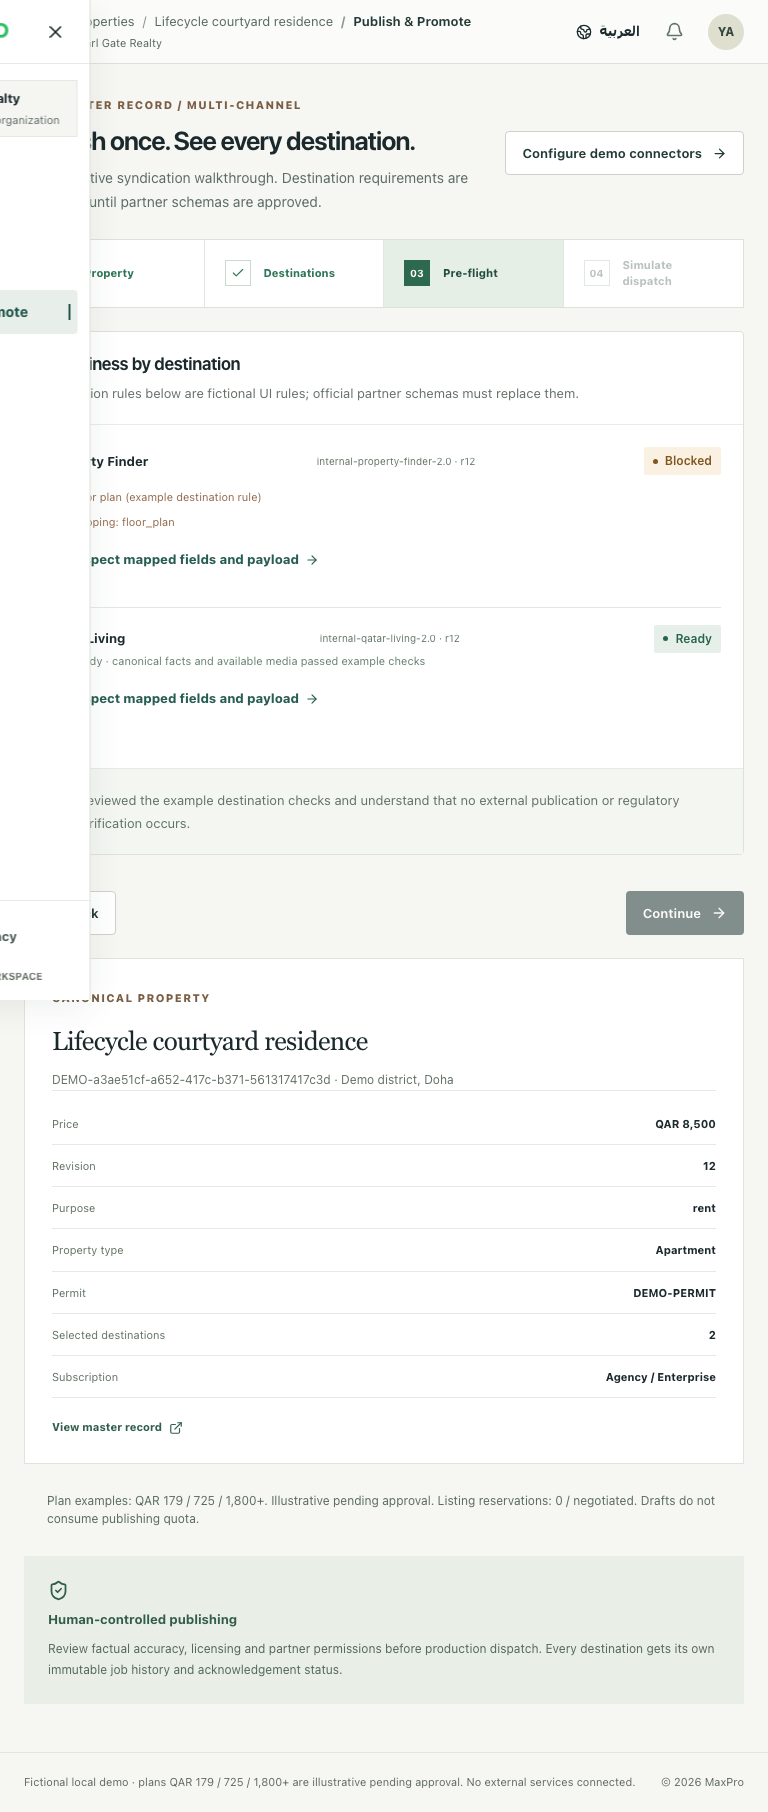 operties / Lifecycle courtyard residence / Publish & Promote
rl Gate Realty
العربية
YA
alty
organization
note
acy
RKSPACE
TER RECORD / MULTI-CHANNEL
sh once. See every destination.
tive syndication walkthrough. Destination requirements are
until partner schemas are approved.
Configure demo connectors
roperty
Destinations
03 Pre-flight
04 Simulate
dispatch
iness by destination
ion rules below are fictional UI rules; official partner schemas must replace them.
ty Finder
internal-property-finder-2.0 · r12
Blocked
or plan (example destination rule)
pping: floor_plan
pect mapped fields and payload
Living
internal-qatar-living-2.0 · r12
Ready
dy · canonical facts and available media passed example checks
pect mapped fields and payload
eviewed the example destination checks and understand that no external publication or regulatory
rification occurs.
k
Continue
CANONICAL PROPERTY
Lifecycle courtyard residence
DEMO-a3ae51cf-a652-417c-b371-561317417c3d · Demo district, Doha
Price QAR 8,500
Revision 12
Purpose rent
Property type Apartment
Permit DEMO-PERMIT
Selected destinations 2
Subscription Agency / Enterprise
View master record
Plan examples: QAR 179 / 725 / 1,800+. Illustrative pending approval. Listing reservations: 0 / negotiated. Drafts do not
consume publishing quota.
Human-controlled publishing
Review factual accuracy, licensing and partner permissions before production dispatch. Every destination gets its own
immutable job history and acknowledgement status.
Fictional local demo · plans QAR 179 / 725 / 1,800+ are illustrative pending approval. No external services connected.
© 2026 MaxPro